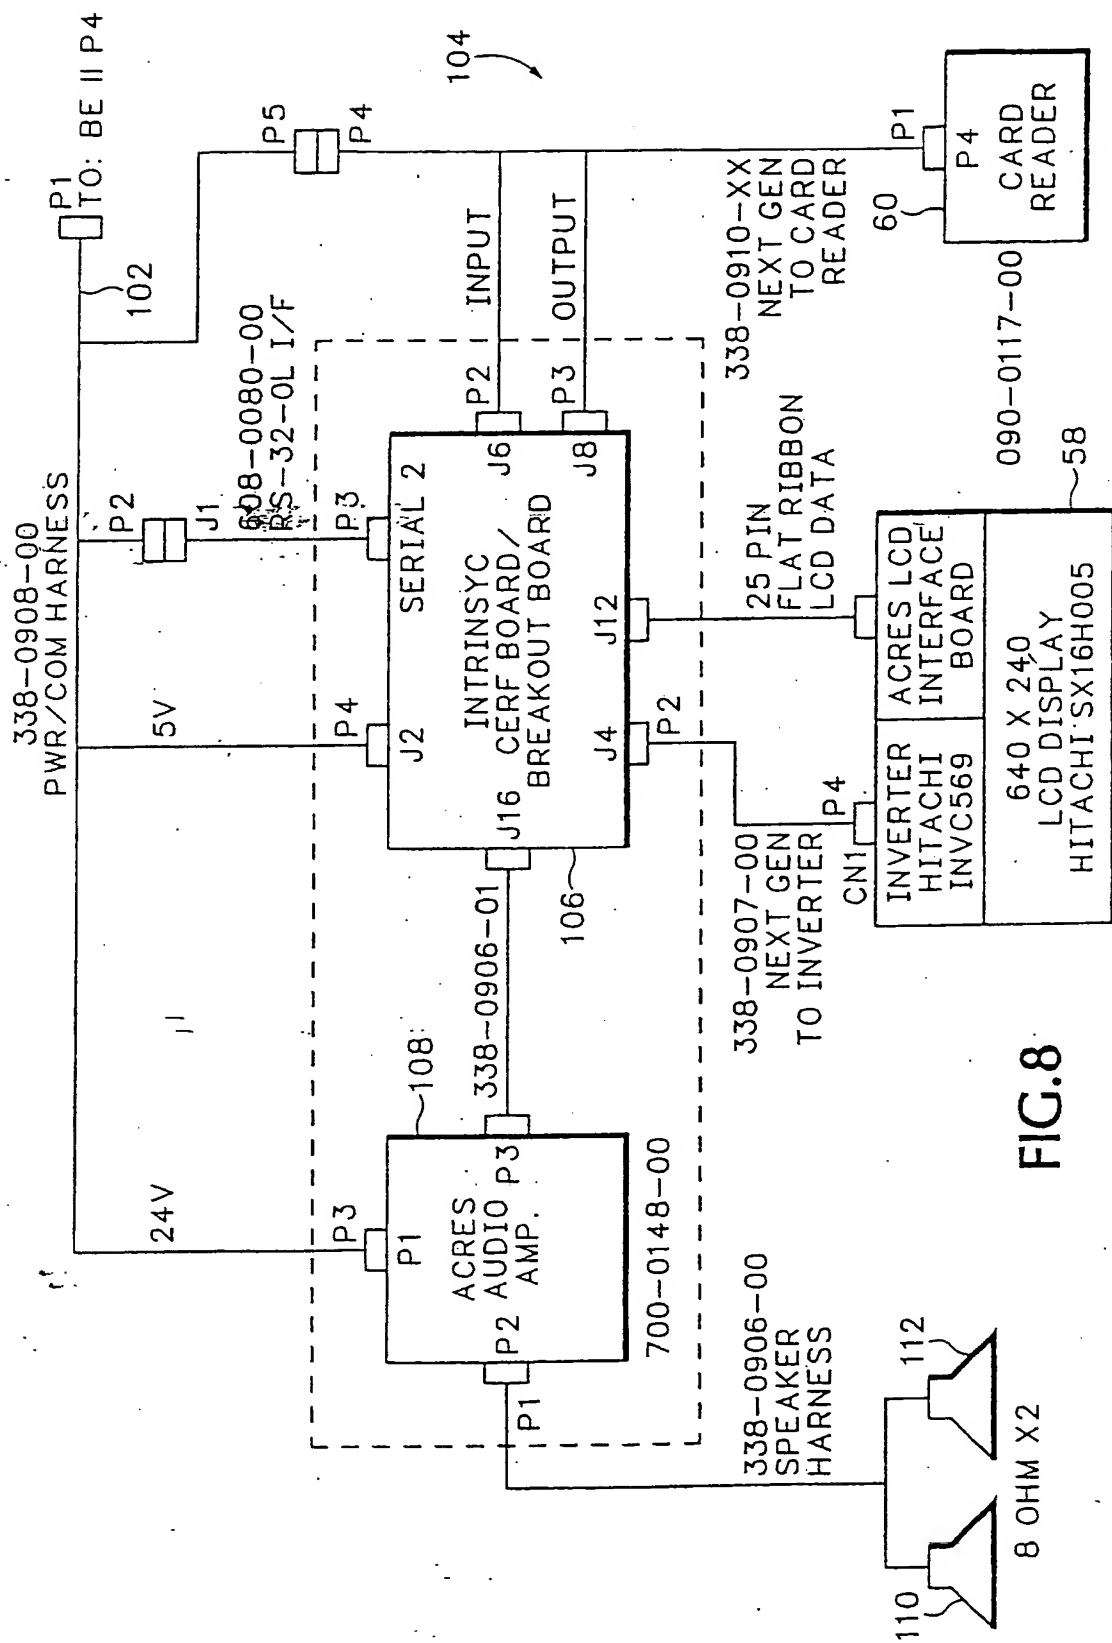 338-0908-00
PWR/COM HARNESS
P1
TO: BE II P4
102
24V
5V
P2
J1
RS-32-0L I/F
P5
P4
104
P3
P1
ACRES
AUDIO
AMP.
P2
P3
P1
108
700-0148-00
338-0906-01
P4
J2
P3
SERIAL 2
INTRINSYC
CERF BOARD/
BREAKOUT BOARD
J16
J4
J12
J6
J8
P2
P3
106
INPUT
OUTPUT
338-0906-00
SPEAKER
HARNESS
110
112
8 OHM X2
338-0907-00
NEXT GEN
TO INVERTER
P2
P4
CN1
25 PIN
FLAT RIBBON
LCD DATA
INVERTER
HITACHI
INVC569
ACRES LCD
INTERFACE
BOARD
640 X 240
LCD DISPLAY
HITACHI SX16H005
58
338-0910-XX
NEXT GEN
TO CARD
READER
P1
P4
CARD
READER
60
090-0117-00
FIG.8